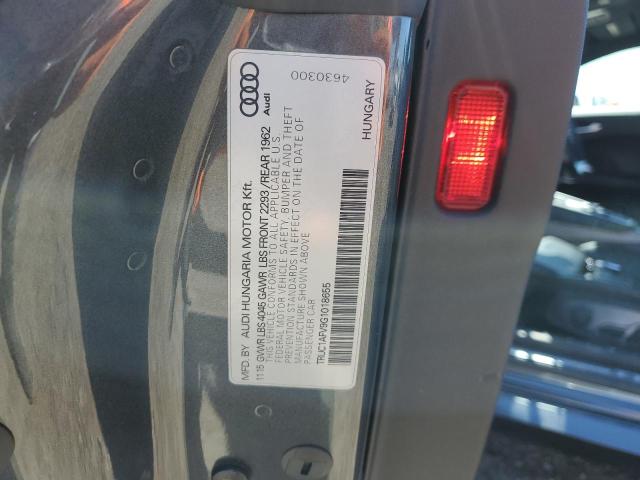 MFD. BY AUDI HUNGARIA MOTOR Kft.
11.15 GVWR LBS 4045 GAWR LBS FRONT 2293 /REAR 1962
THIS VEHICLE CONFORMS TO ALL APPLICABLE U S
FEDERAL MOTOR VEHICLE SAFETY, BUMPER AND THEFT
PREVENTION STANDARDS IN EFFECT ON THE DATE OF
MANUFACTURE SHOWN ABOVE
PASSENGER CAR
TRUC1AFV9G1018655
Audi
4630300
HUNGARY